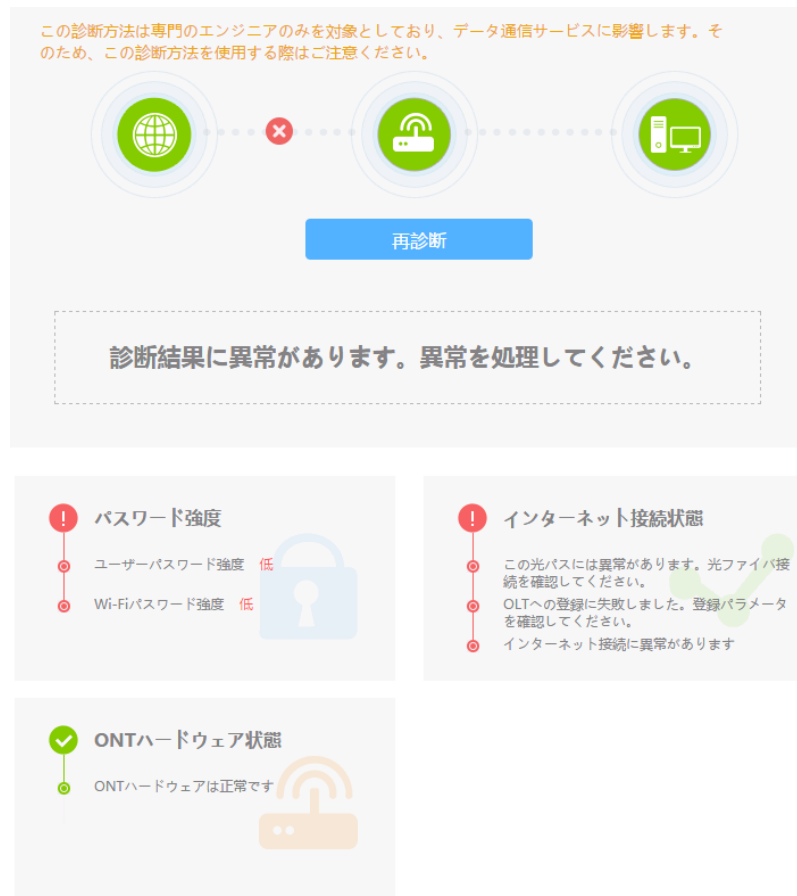 この診断方法は専門のエンジニアのみを対象としており、データ通信サービスに影響します。そ
のため、この診断方法を使用する際はご注意ください。
再診断
診断結果に異常があります。異常を処理してください。
パスワード強度
ユーザーパスワード強度 低
Wi-Fiパスワード強度 低
インターネット接続状態
この光パスには異常があります。光ファイバ接
続を確認してください。
OLTへの登録に失敗しました。登録パラメータ
を確認してください。
インターネット接続に異常があります
ONTハードウェア状態
ONTハードウェアは正常です